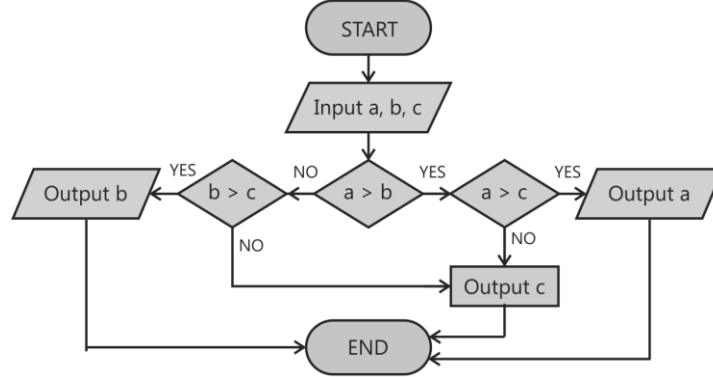 START
Input a, b, c
YES
NO
YES
YES
Output b
b > c
a > b
a > c
Output a
NO
NO
Output c
END